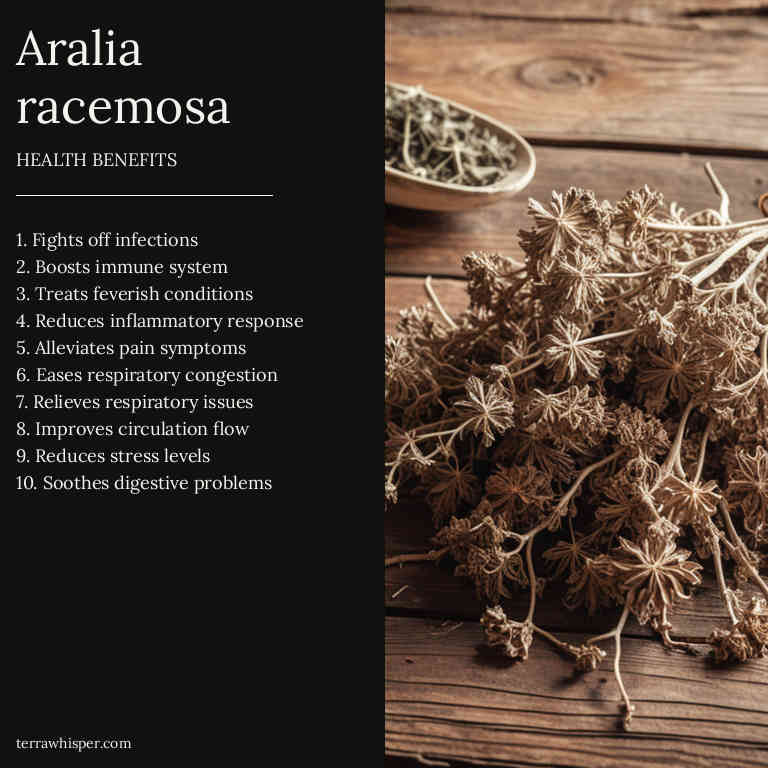 Aralia
racemosa
HEALTH BENEFITS
1. Fights off infections
2. Boosts immune system
3. Treats feverish conditions
4. Reduces inflammatory response
5. Alleviates pain symptoms
6. Eases respiratory congestion
7. Relieves respiratory issues
8. Improves circulation flow
9. Reduces stress levels
10. Soothes digestive problems
terrawhisper.com